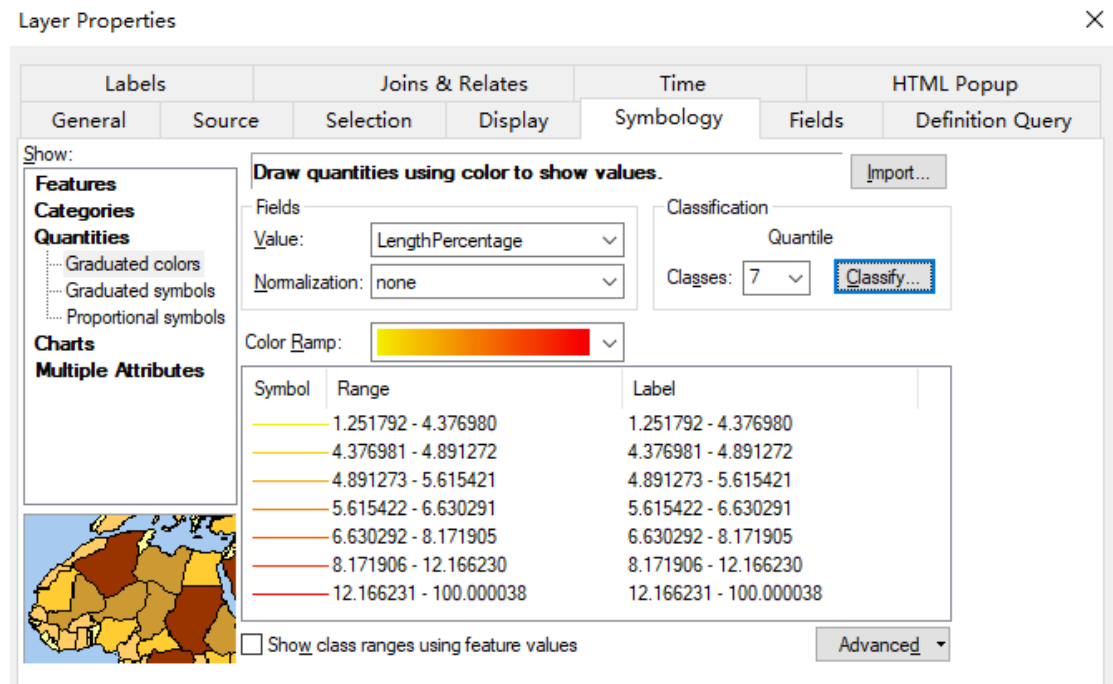 Layer Properties
Labels Joins & Relates Time HTML Popup
General Source Selection Display Symbology Fields Definition Query
Show:
Features
Categories
Quantities
Graduated colors
Graduated symbols
Proportional symbols
Charts
Multiple Attributes
Draw quantities using color to show values.
Import...
Fields
Value: LengthPercentage
Normalization: none
Classification
Quantile
Classes: 7 Classify...
Color Ramp:
Symbol Range Label
1.251792 - 4.376980 1.251792 - 4.376980
4.376981 - 4.891272 4.376981 - 4.891272
4.891273 - 5.615421 4.891273 - 5.615421
5.615422 - 6.630291 5.615422 - 6.630291
6.630292 - 8.171905 6.630292 - 8.171905
8.171906 - 12.166230 8.171906 - 12.166230
12.166231 - 100.000038 12.166231 - 100.000038
Show class ranges using feature values
Advanced